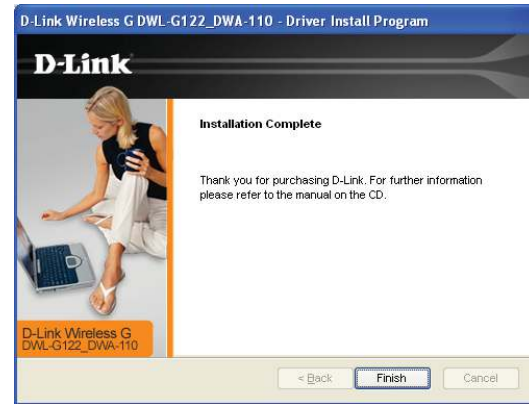 D-Link Wireless G DWL-G122_DWA-110 - Driver Install Program
D-Link
Installation Complete
Thank you for purchasing D-Link. For further information
please refer to the manual on the CD.
D-Link Wireless G
DWL-G122_DWA-110
< Back
Finish
Cancel